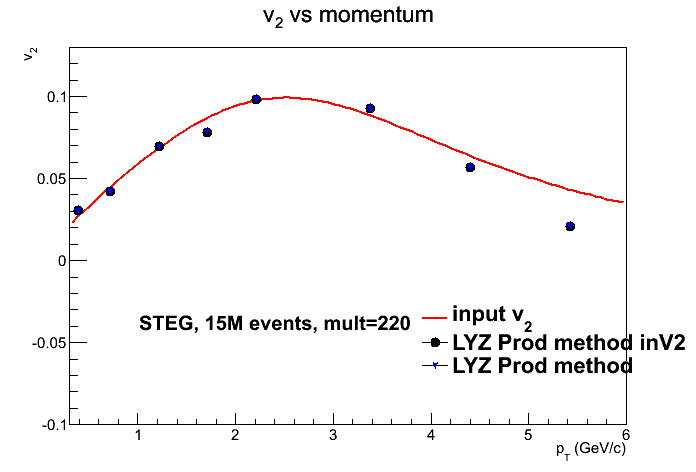 v2 vs momentum
v2
0.1
0.05
0
-0.05
-0.1
STEG, 15M events, mult=220
input v2
LYZ Prod method inV2
LYZ Prod method
1 2 3 4 5 6
pT (GeV/c)